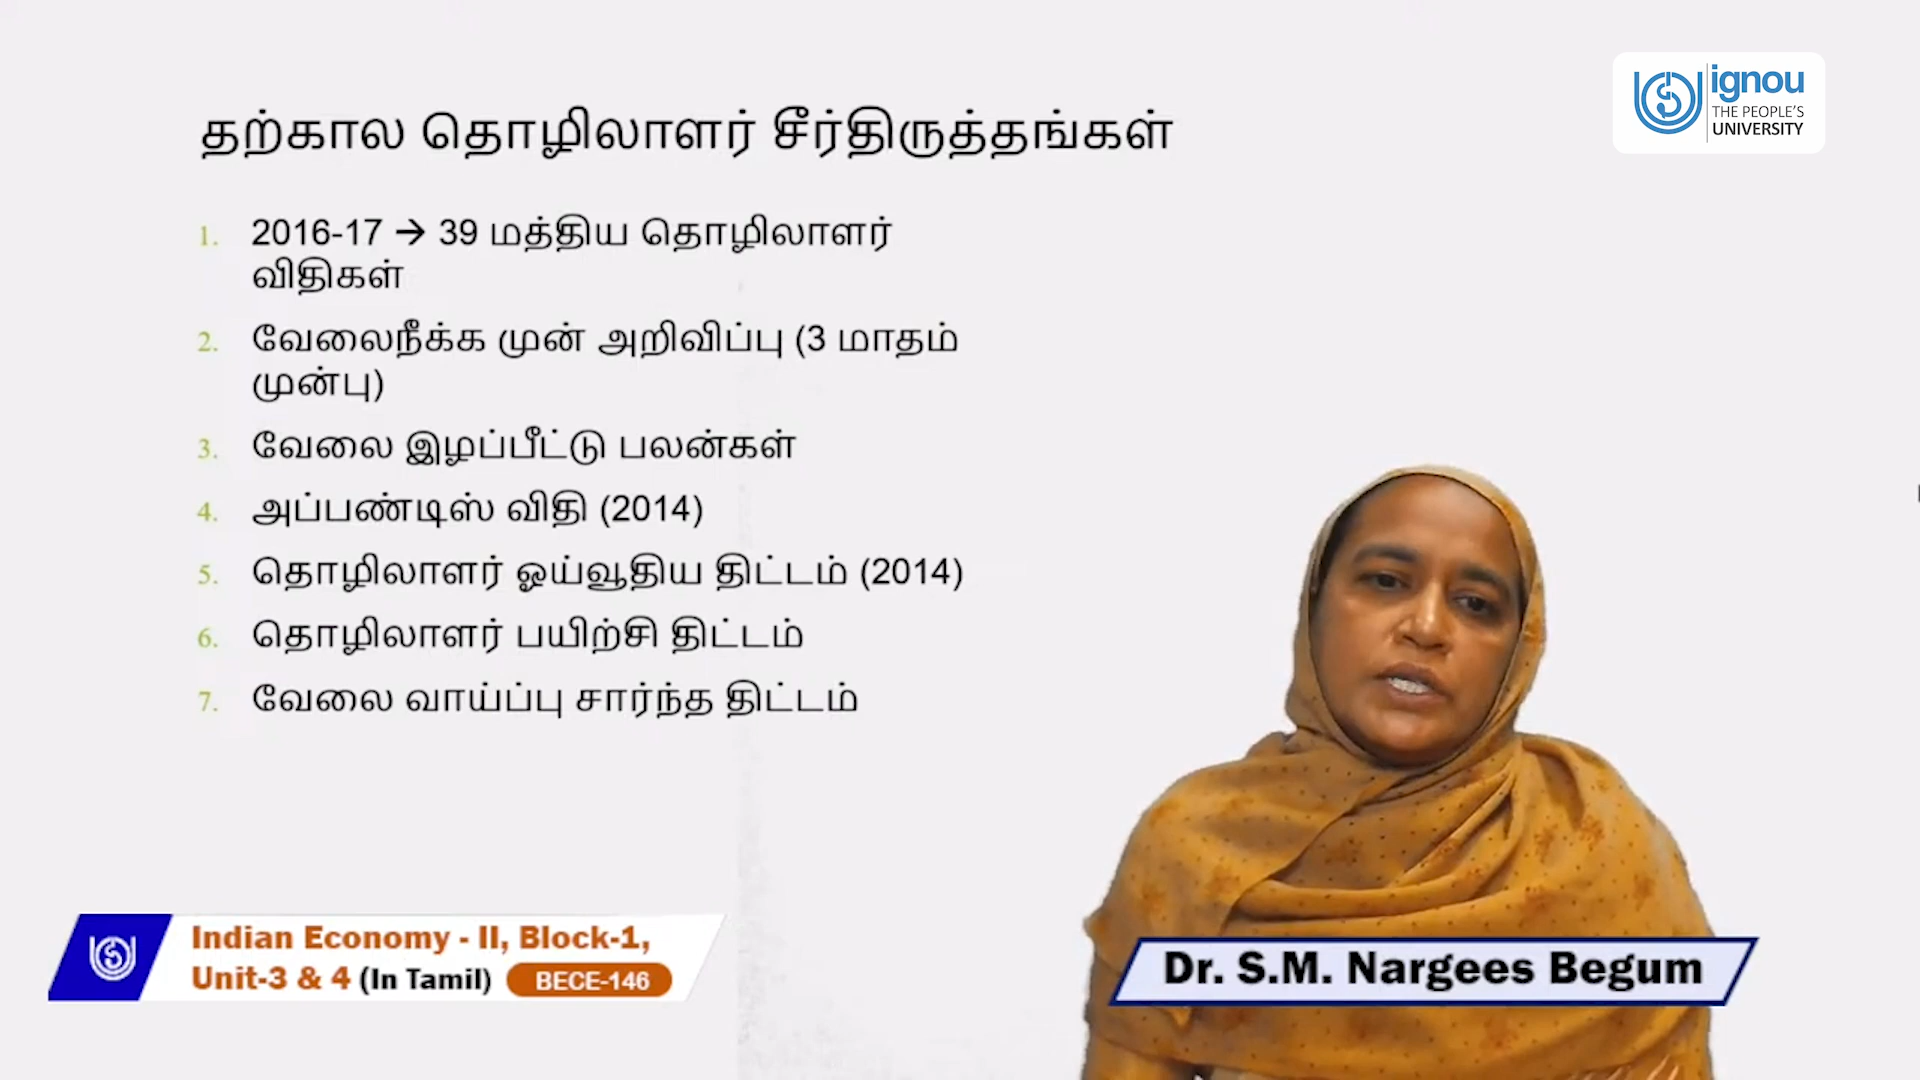 ignou
THE PEOPLE'S
UNIVERSITY
தற்கால தொழிலாளர் சீர்திருத்தங்கள்
1. 2016-17 → 39 மத்திய தொழிலாளர்
விதிகள்
2. வேலைநீக்க முன் அறிவிப்பு (3 மாதம்
முன்பு)
3. வேலை இழப்பீட்டு பலன்கள்
4. அப்பண்டிஸ் விதி (2014)
5. தொழிலாளர் ஓய்வூதிய திட்டம் (2014)
6. தொழிலாளர் பயிற்சி திட்டம்
7. வேலை வாய்ப்பு சார்ந்த திட்டம்
Indian Economy - II, Block-1,
Unit-3 & 4 (In Tamil) BECE-146
Dr. S.M. Nargees Begum